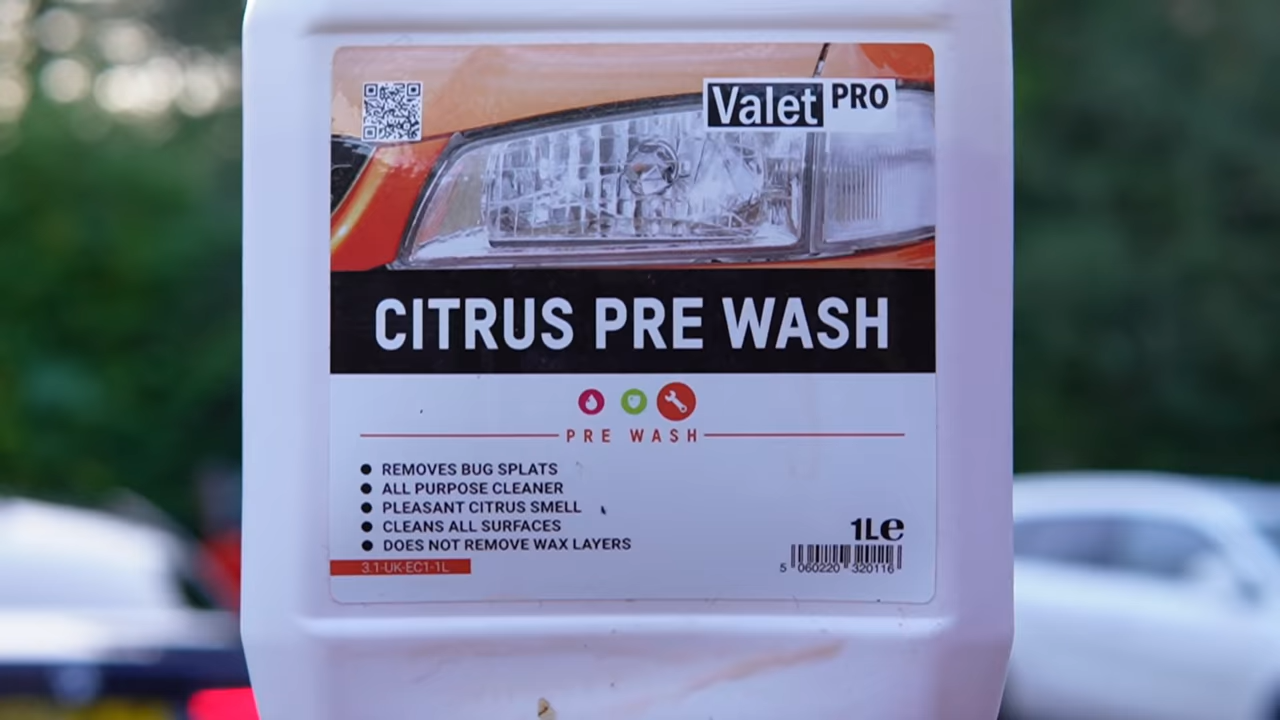 Valet PRO
CITRUS PRE WASH
PRE WASH
REMOVES BUG SPLATS
ALL PURPOSE CLEANER
PLEASANT CITRUS SMELL
CLEANS ALL SURFACES
DOES NOT REMOVE WAX LAYERS
3.1-UK-EC1-1L
1L℮
5 060220 320116